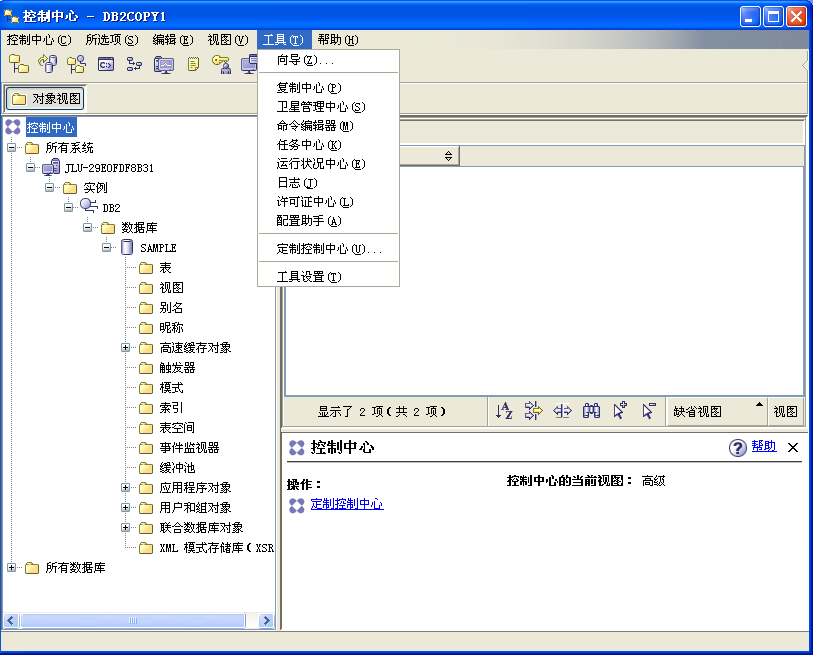 控制中心 - DB2COPY1
控制中心(C) 所选项(S) 编辑(E) 视图(V) 工具(T) 帮助(H)
向导(Z)...
复制中心(P)
卫星管理中心(S)
命令编辑器(M)
任务中心(K)
运行状况中心(E)
日志(J)
许可证中心(L)
配置助手(A)
定制控制中心(U)...
工具设置(T)
对象视图
控制中心
所有系统
JLU-29E0FDF8B31
实例
DB2
数据库
SAMPLE
表
视图
别名
昵称
高速缓存对象
触发器
模式
索引
表空间
事件监视器
缓冲池
应用程序对象
用户和组对象
联合数据库对象
XML 模式存储库(XSR
所有数据库
显示了 2 项(共 2 项)
缺省视图
视图
控制中心
帮助
操作：
控制中心的当前视图： 高级
定制控制中心